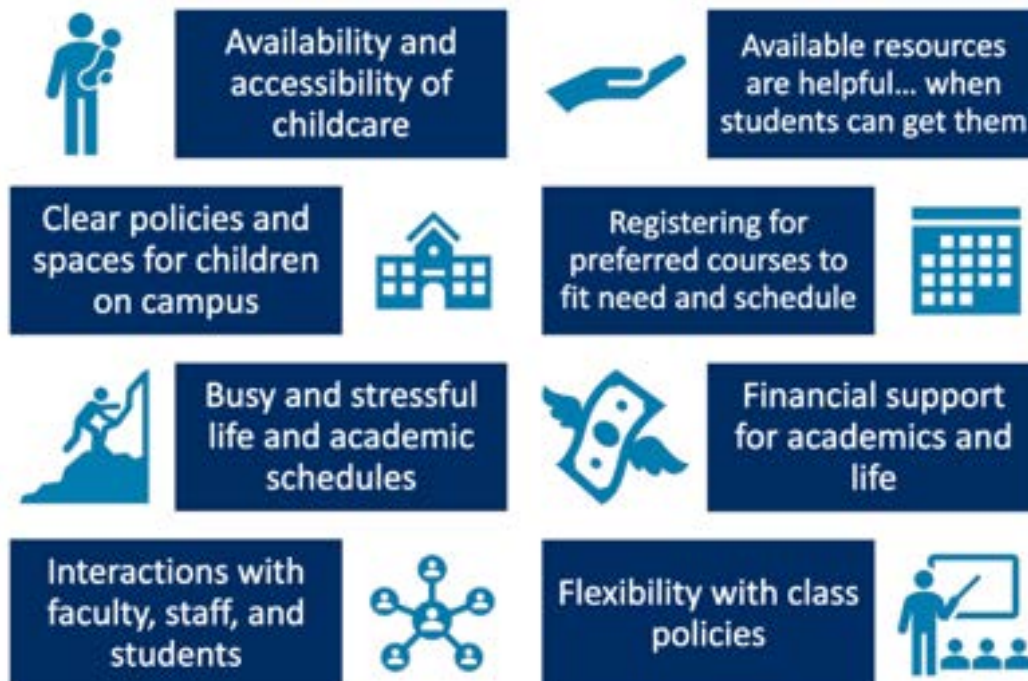 Availability and
accessibility of
childcare
Available resources
are helpful... when
students can get them
Clear policies and
spaces for children
on campus
Registering for
preferred courses to
fit need and schedule
Busy and stressful
life and academic
schedules
Financial support
for academics and
life
Interactions with
faculty, staff, and
students
Flexibility with class
policies